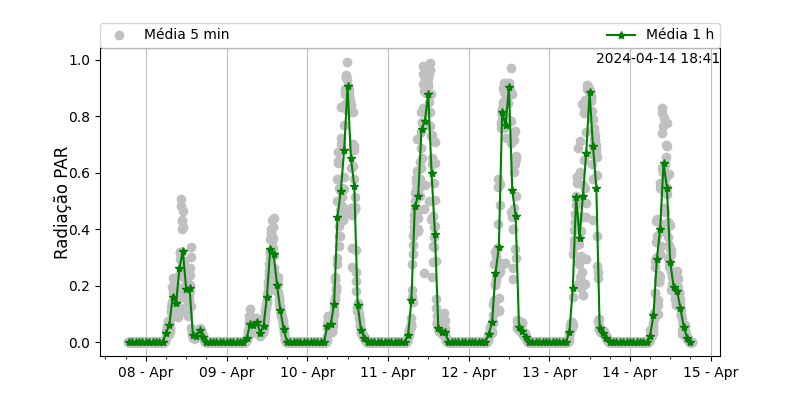 Média 5 min
Média 1 h
2024-04-14 18:41
Radiação PAR
1.0
0.8
0.6
0.4
0.2
0.0
08 - Apr
09 - Apr
10 - Apr
11 - Apr
12 - Apr
13 - Apr
14 - Apr
15 - Apr